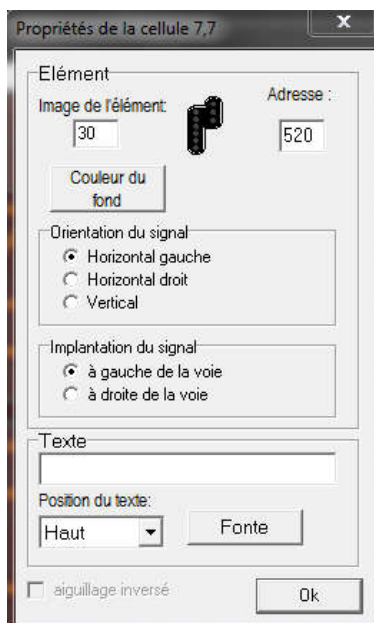 Propriétés de la cellule 7,7
x
Elément
Image de l'élément:
Adresse :
30
520
Couleur du
fond
Orientation du signal
Horizontal gauche
Horizontal droit
Vertical
Implantation du signal
à gauche de la voie
à droite de la voie
Texte
Position du texte:
Haut
Fonte
aiguillage inversé
Ok